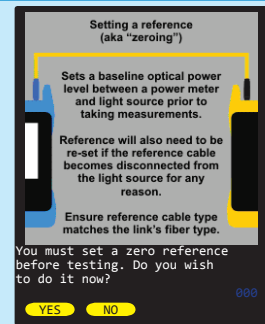 Setting a reference
(aka “zeroing”)
Sets a baseline optical power
level between a power meter
and light source prior to
taking measurements.
Reference will also need to be
re-set if the reference cable
becomes disconnected from
the light source for any
reason.
Ensure reference cable type
matches the link's fiber type.
You must set a zero reference
before testing. Do you wish
to do it now?
000
YES NO